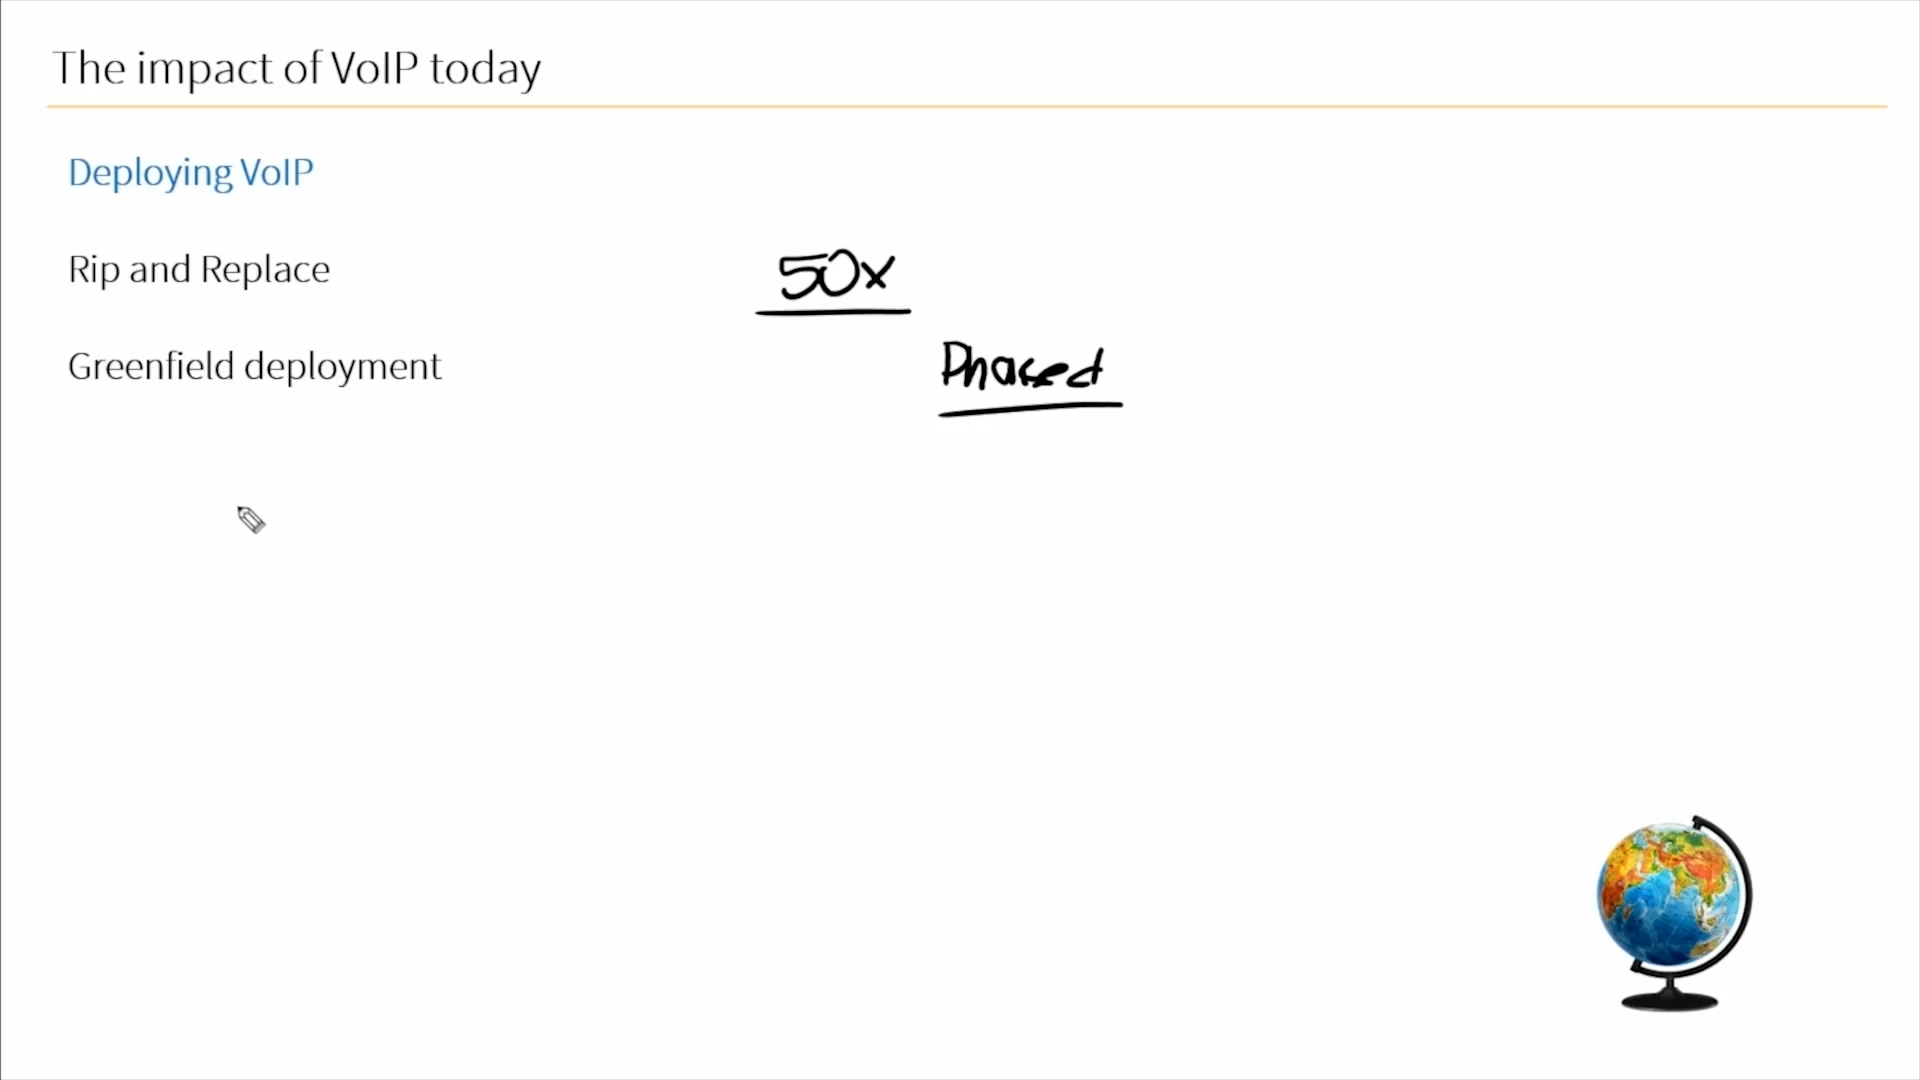 The impact of VoIP today
Deploying VoIP
Rip and Replace
50x
Greenfield deployment
Phased